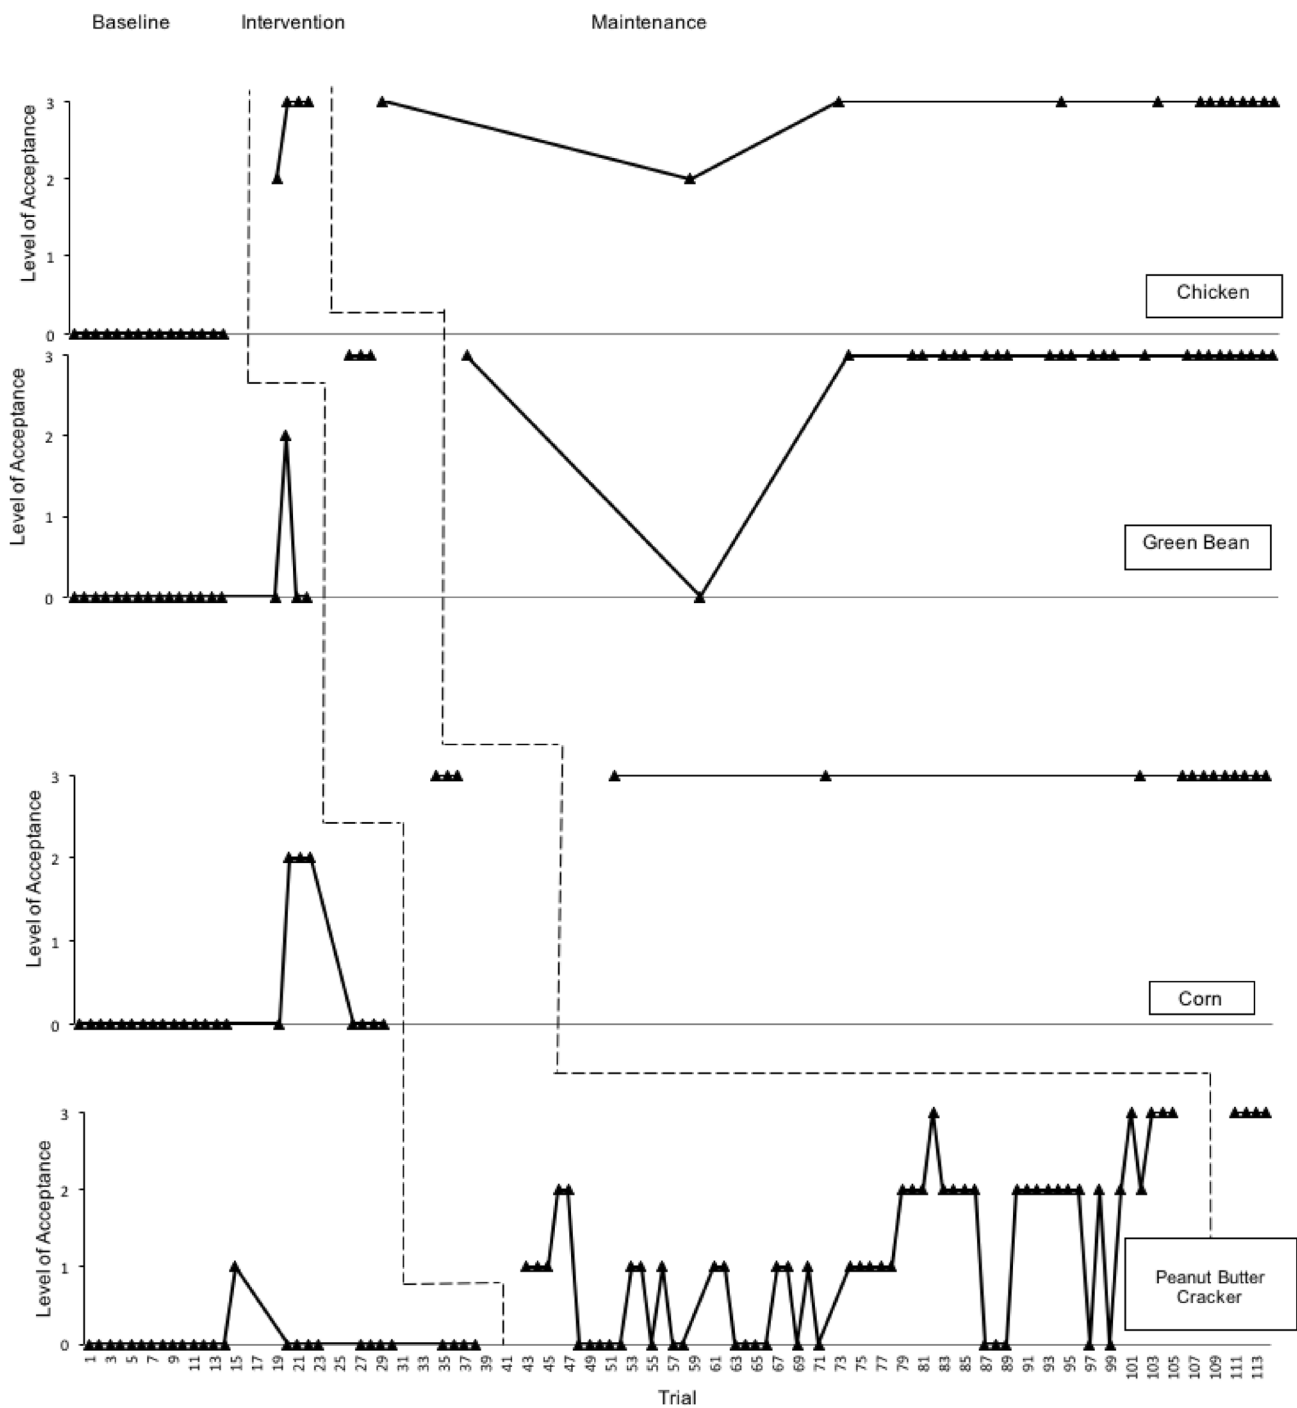 Baseline Intervention Maintenance
Level of Acceptance
3
2
1
0
Chicken
Level of Acceptance
3
2
1
0
Green Bean
Level of Acceptance
3
2
1
0
Corn
Level of Acceptance
3
2
1
0
Peanut Butter
Cracker
1 3 5 7 9 11 13 15 17 19 21 23 25 27 29 31 33 35 37 39 41 43 45 47 49 51 53 55 57 59 61 63 65 67 69 71 73 75 77 79 81 83 85 87 89 91 93 95 97 99 101 103 105 107 109 111 113
Trial